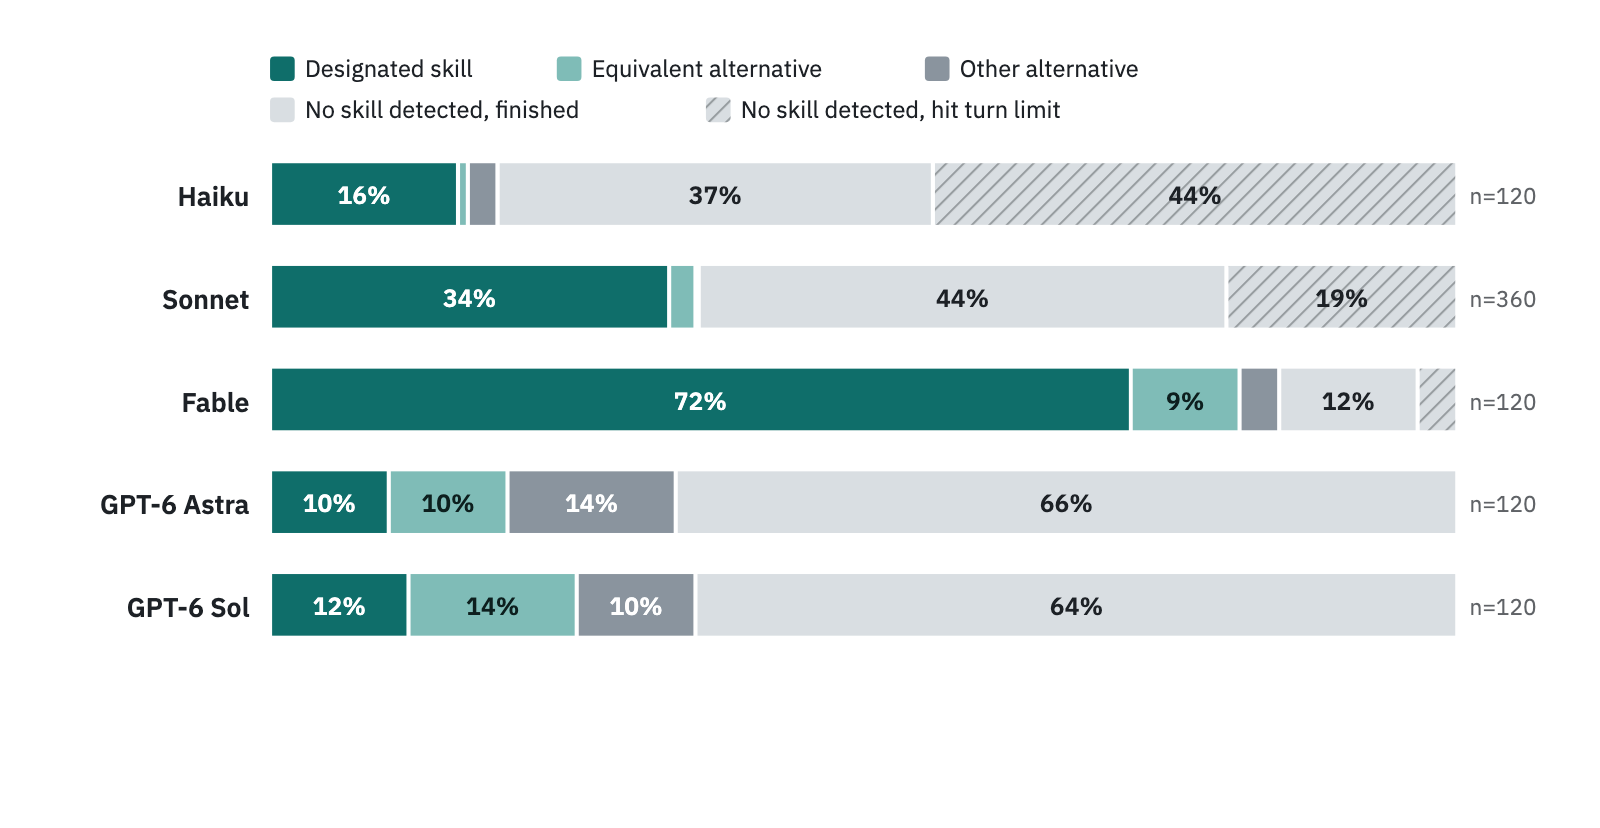 Designated skill Equivalent alternative Other alternative
No skill detected, finished No skill detected, hit turn limit
Haiku 16% 37% 44% n=120
Sonnet 34% 44% 19% n=360
Fable 72% 9% 12% n=120
GPT-6 Astra 10% 10% 14% 66% n=120
GPT-6 Sol 12% 14% 10% 64% n=120